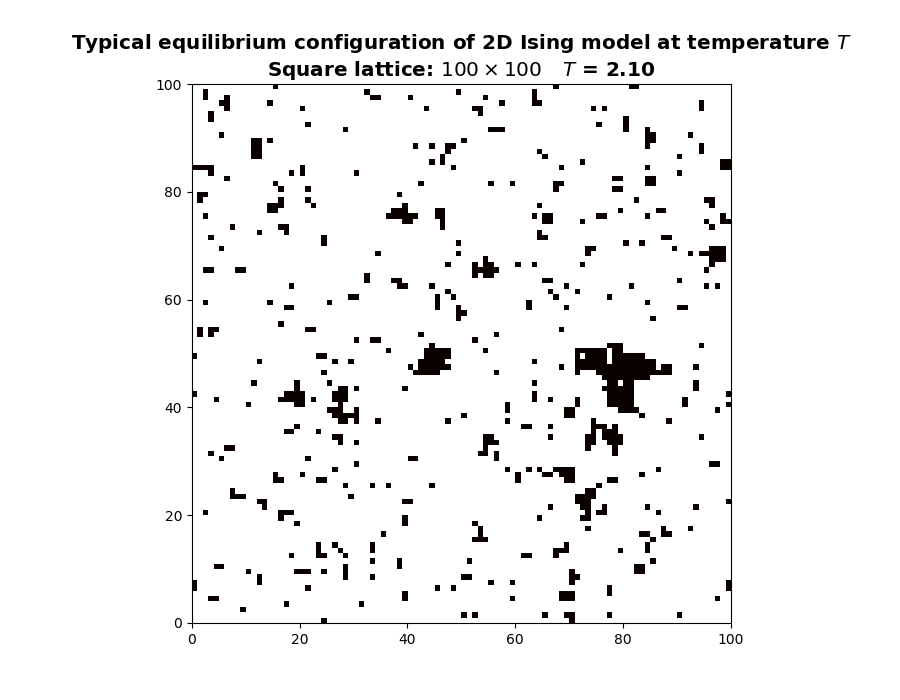 Typical equilibrium configuration of 2D Ising model at temperature T
Square lattice: 100 × 100 T = 2.10
100
80
60
40
20
0
0 20 40 60 80 100